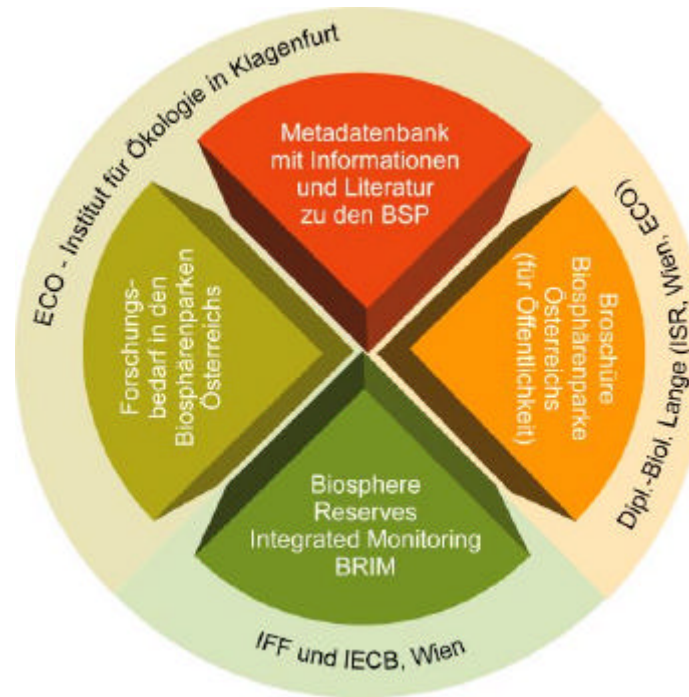 ECO - Institut für Ökologie in Klagenfurt
Metadatenbank
mit Informationen
und Literatur
zu den BSP
Forschungs-
bedarf in den
Biosphärenparken
Österreichs
Broschüre
Biosphärenparke
Österreichs
(für Öffentlichkeit)
Dipl.-Biol. Lange (ISR, Wien, ECO)
Biosphere
Reserves
Integrated Monitoring
BRIM
IFF und IECB, Wien